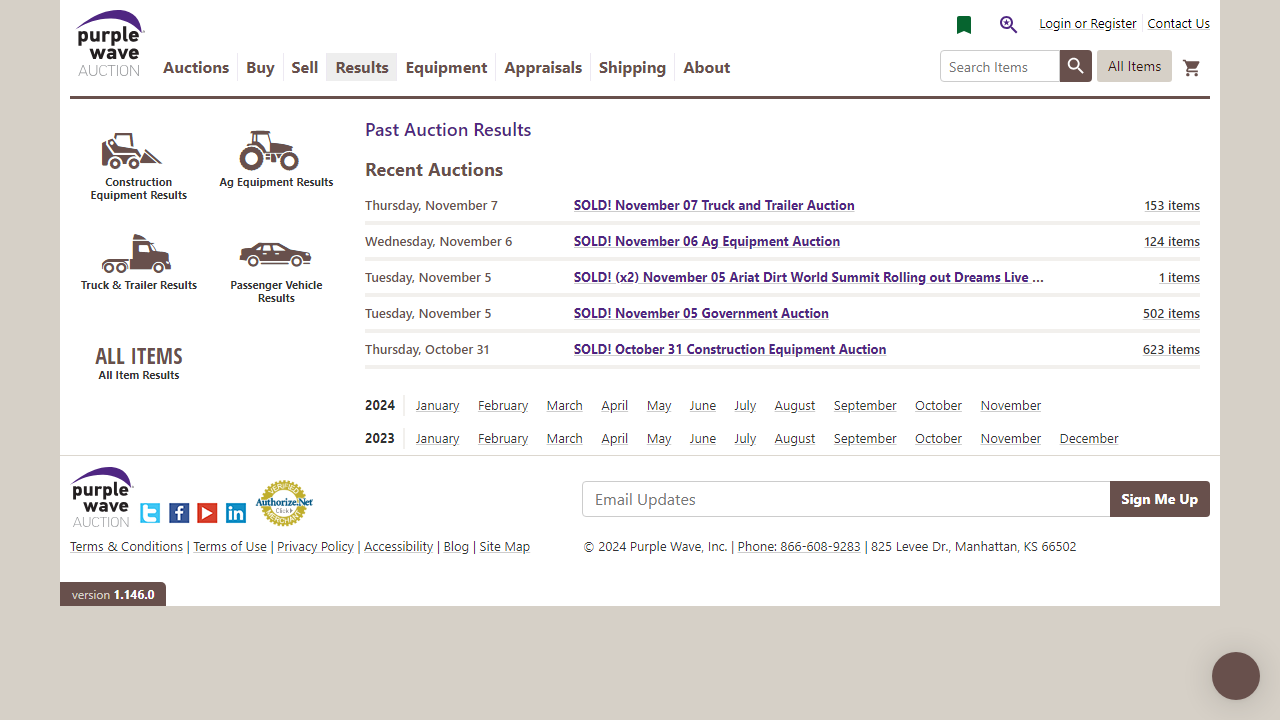 purple wave AUCTION
Login or Register
Contact Us
Auctions Buy Sell Results Equipment Appraisals Shipping About
Search Items
All Items
Construction Equipment Results
Ag Equipment Results
Truck & Trailer Results
Passenger Vehicle Results
ALL ITEMS
All Item Results
Past Auction Results
Recent Auctions
Thursday, November 7 SOLD! November 07 Truck and Trailer Auction 153 items
Wednesday, November 6 SOLD! November 06 Ag Equipment Auction 124 items
Tuesday, November 5 SOLD! (x2) November 05 Ariat Dirt World Summit Rolling out Dreams Live ... 1 items
Tuesday, November 5 SOLD! November 05 Government Auction 502 items
Thursday, October 31 SOLD! October 31 Construction Equipment Auction 623 items
2024 January February March April May June July August September October November
2023 January February March April May June July August September October November December
purple wave AUCTION
VERIFIED
Authorize.Net
Click
Email Updates
Sign Me Up
Terms & Conditions | Terms of Use | Privacy Policy | Accessibility | Blog | Site Map
© 2024 Purple Wave, Inc. | Phone: 866-608-9283 | 825 Levee Dr., Manhattan, KS 66502
version 1.146.0